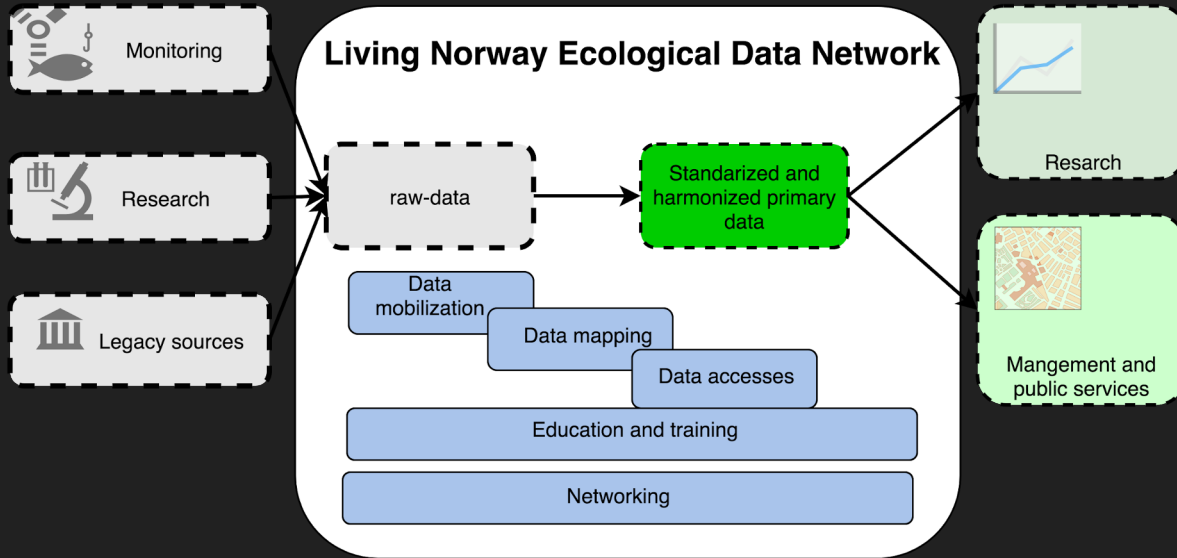 Living Norway Ecological Data Network
Monitoring
Research
Legacy sources
raw-data
Standarized and
harmonized primary
data
Resarch
Mangement and
public services
Data
mobilization
Data mapping
Data accesses
Education and training
Networking